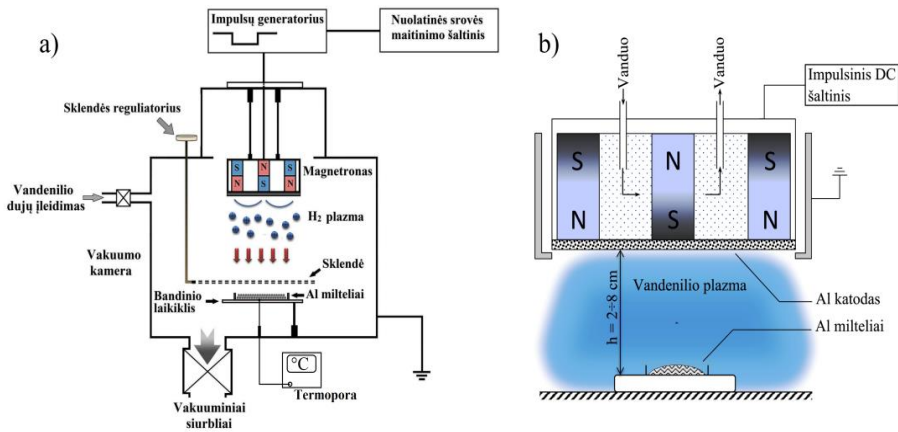 a)
Impulsų generatorius
Nuolatinės srovės
maitinimo šaltinis
Sklendės reguliatorius
Vandenilio
dujų įleidimas
Vakuumo
kamera
S N S
N S N
Magnetronas
H₂ plazma
Sklendė
Al milteliai
Bandinio
laikiklis
°C
Termopora
Vakuuminiai
siurbliai
b)
Vanduo
Vanduo
Impulsinis DC
šaltinis
S N S
N S N
Vandenilio plazma
h = 2÷8 cm
Al katodas
Al milteliai